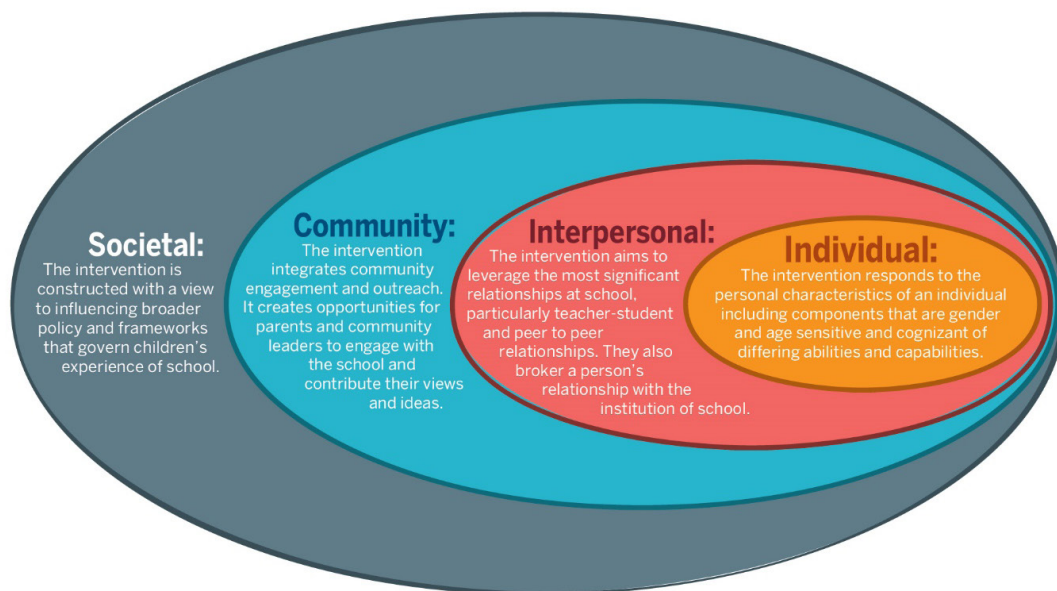 Societal:
The intervention is
constructed with a view
to influencing broader
policy and frameworks
that govern children's
experience of school.
Community:
The intervention
integrates community
engagement and outreach.
It creates opportunities for
parents and community
leaders to engage with
the school and
contribute their views
and ideas.
Interpersonal:
The intervention aims to
leverage the most significant
relationships at school,
particularly teacher-student
and peer to peer
relationships. They also
broker a person's
relationship with the
institution of school.
Individual:
The intervention responds to the
personal characteristics of an individual
including components that are gender
and age sensitive and cognizant of
differing abilities and capabilities.